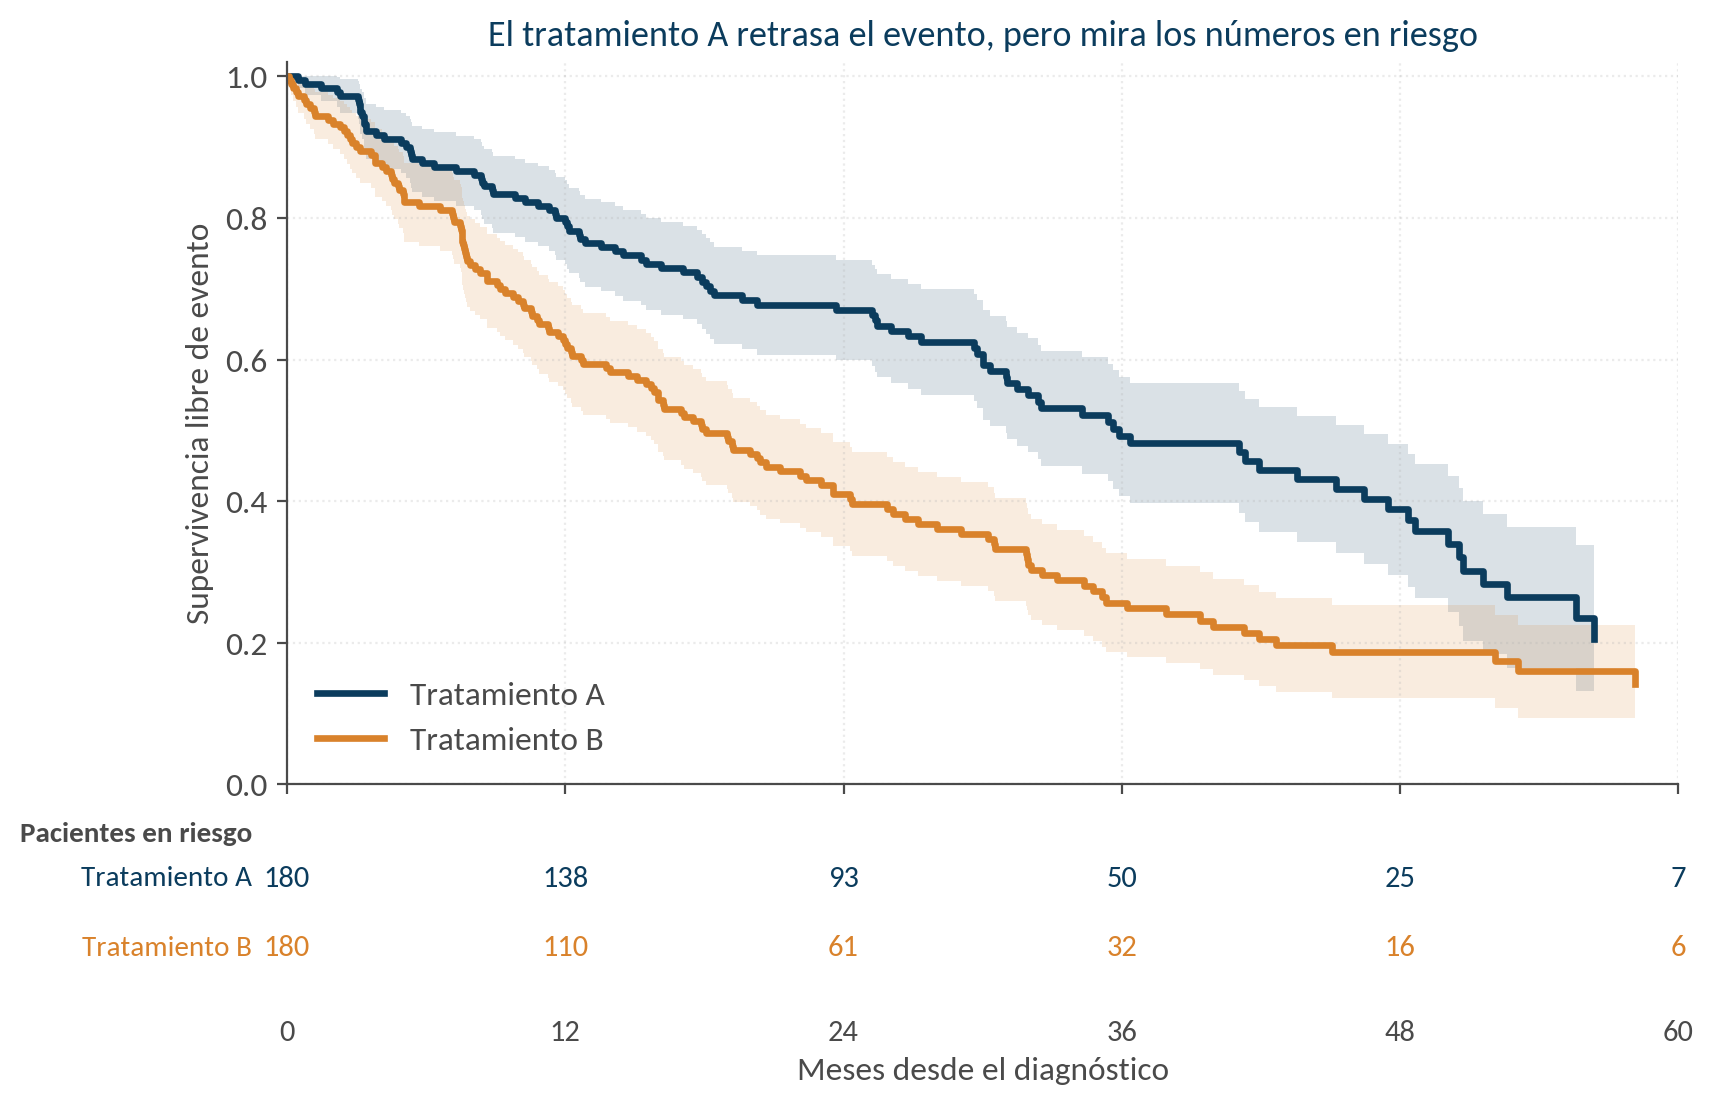 El tratamiento A retrasa el evento, pero mira los números en riesgo
1.0
0.8
0.6
0.4
0.2
0.0
Supervivencia libre de evento
Tratamiento A
Tratamiento B
Pacientes en riesgo
Tratamiento A 180 138 93 50 25 7
Tratamiento B 180 110 61 32 16 6
0 12 24 36 48 60
Meses desde el diagnóstico